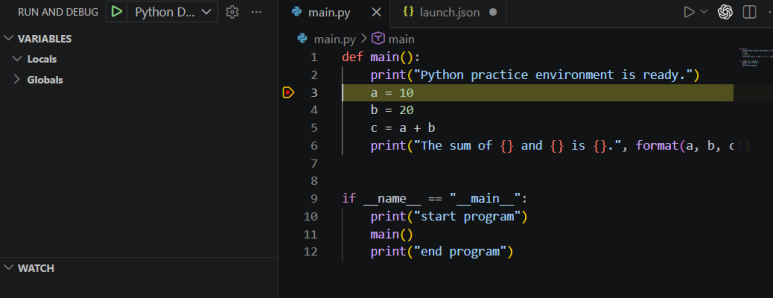 RUN AND DEBUG Python D... ...
VARIABLES
Locals
Globals
WATCH
main.py {} launch.json
main.py > main
1 def main():
2     print("Python practice environment is ready.")
3     a = 10
4     b = 20
5     c = a + b
6     print("The sum of {} and {} is {}.", format(a, b, c))
7
8
9 if __name__ == "__main__":
10     print("start program")
11     main()
12     print("end program")